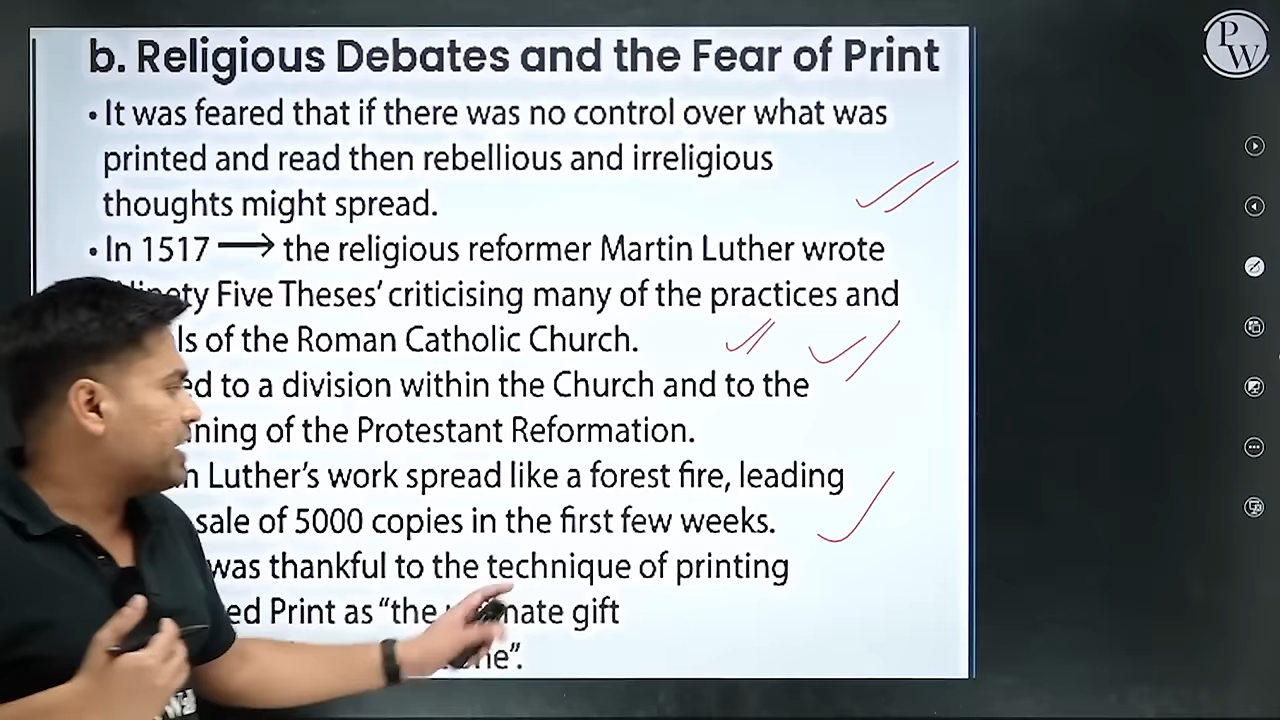 b. Religious Debates and the Fear of Print
• It was feared that if there was no control over what was
printed and read then rebellious and irreligious
thoughts might spread.
• In 1517 → the religious reformer Martin Luther wrote
Five Theses' criticising many of the practices and
of the Roman Catholic Church.
to a division within the Church and to the
of the Protestant Reformation.
Luther's work spread like a forest fire, leading
sale of 5000 copies in the first few weeks.
was thankful to the technique of printing
Print as "the gift
PW